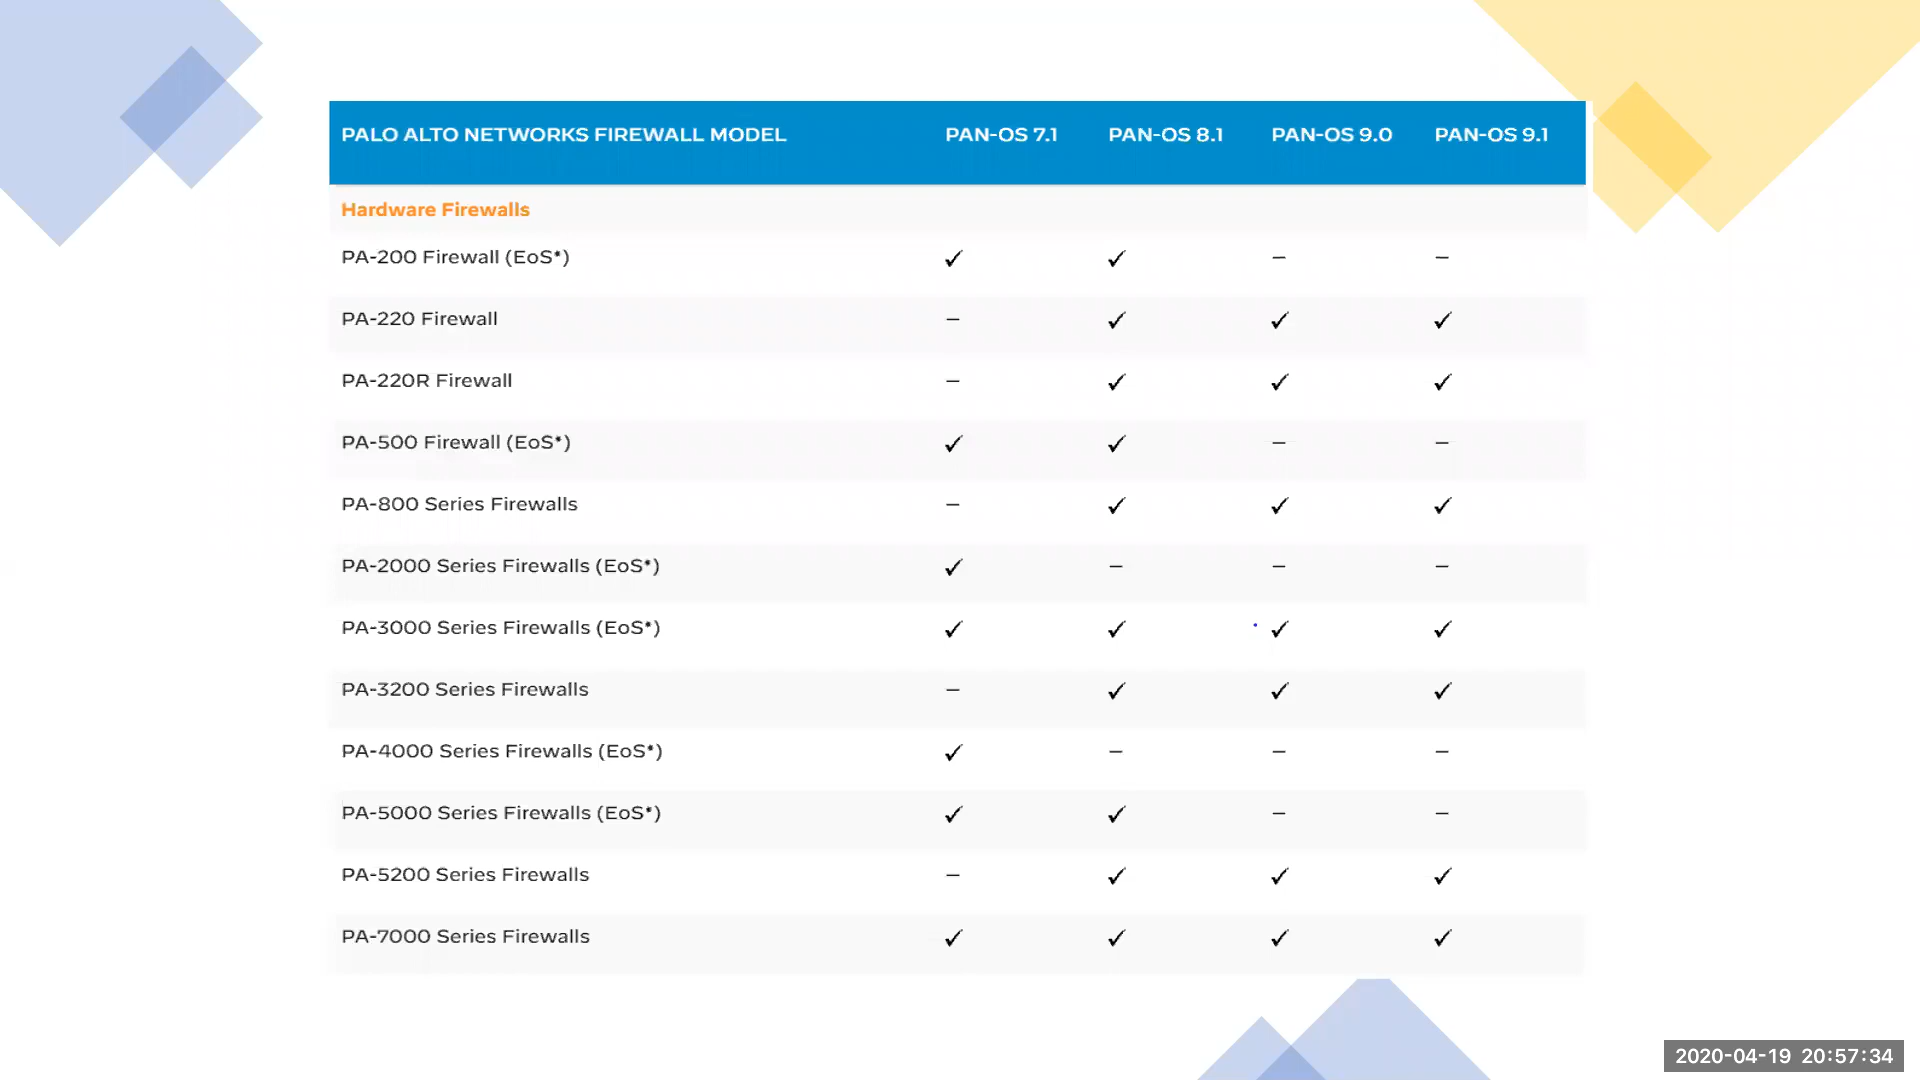 PALO ALTO NETWORKS FIREWALL MODEL PAN-OS 7.1 PAN-OS 8.1 PAN-OS 9.0 PAN-OS 9.1
Hardware Firewalls
PA-200 Firewall (EoS*) ✓ ✓ – –
PA-220 Firewall – ✓ ✓ ✓
PA-220R Firewall – ✓ ✓ ✓
PA-500 Firewall (EoS*) ✓ ✓ – –
PA-800 Series Firewalls – ✓ ✓ ✓
PA-2000 Series Firewalls (EoS*) ✓ – – –
PA-3000 Series Firewalls (EoS*) ✓ ✓ ✓ ✓
PA-3200 Series Firewalls – ✓ ✓ ✓
PA-4000 Series Firewalls (EoS*) ✓ – – –
PA-5000 Series Firewalls (EoS*) ✓ ✓ – –
PA-5200 Series Firewalls – ✓ ✓ ✓
PA-7000 Series Firewalls ✓ ✓ ✓ ✓
2020-04-19 20:57:34